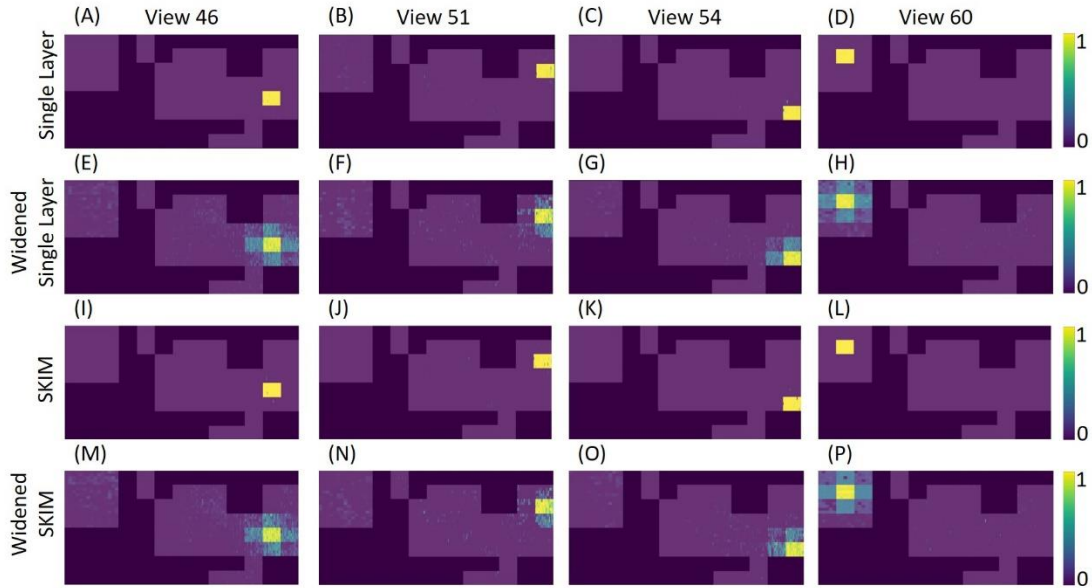 (A) View 46 (B) View 51 (C) View 54 (D) View 60
Single Layer
1
0
(E) (F) (G) (H)
Widened
Single Layer
1
0
(I) (J) (K) (L)
SKIM
1
0
(M) (N) (O) (P)
Widened
SKIM
1
0